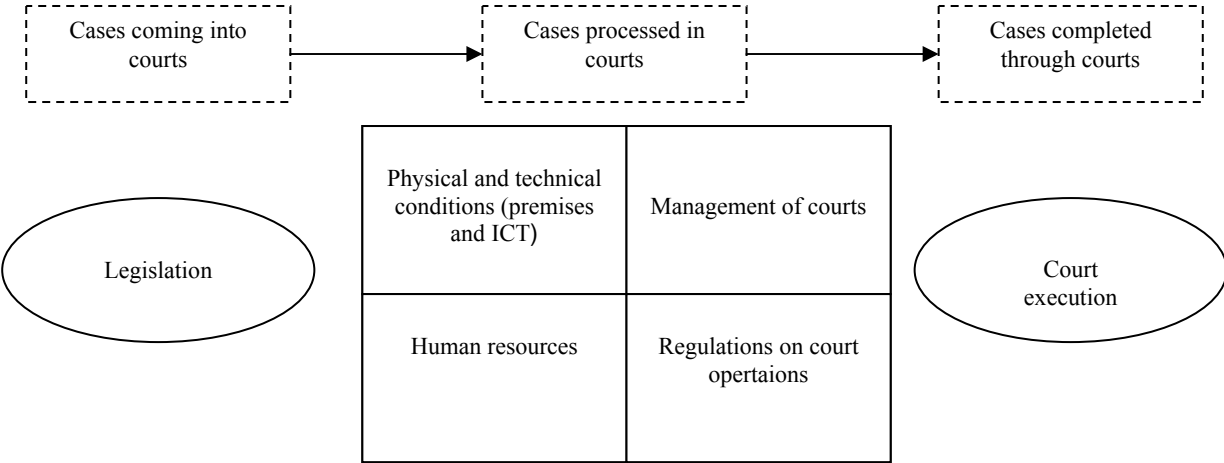 Cases coming into
courts
Cases processed in
courts
Cases completed
through courts
Physical and technical
conditions (premises
and ICT)
Management of courts
Legislation
Court
execution
Human resources
Regulations on court
opertaions